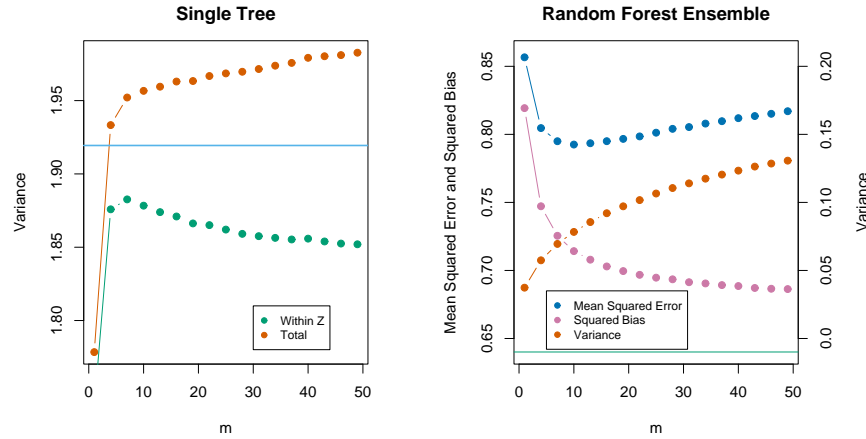 Single Tree
Variance
1.80
1.85
1.90
1.95
0 10 20 30 40 50
m
Within Z
Total
Random Forest Ensemble
Mean Squared Error and Squared Bias
0.65
0.70
0.75
0.80
0.85
0 10 20 30 40 50
m
Mean Squared Error
Squared Bias
Variance
0.0
0.05
0.10
0.15
0.20
Variance